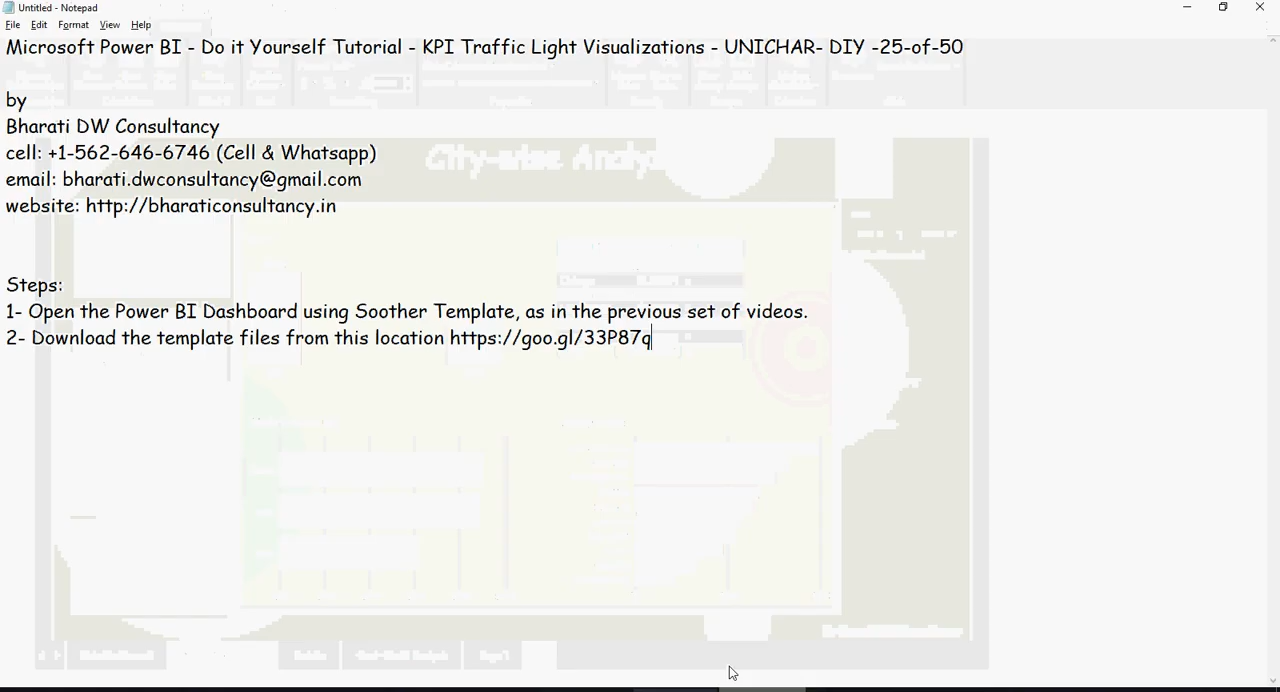 Untitled - Notepad
File Edit Format View Help
Microsoft Power BI - Do it Yourself Tutorial - KPI Traffic Light Visualizations - UNICHAR- DIY -25-of-50
by
Bharati DW Consultancy
cell: +1-562-646-6746 (Cell & Whatsapp)
email: bharati.dwconsultancy@gmail.com
website: http://bharaticonsultancy.in
Steps:
1- Open the Power BI Dashboard using Soother Template, as in the previous set of videos.
2- Download the template files from this location https://goo.gl/33P87q
City-wise